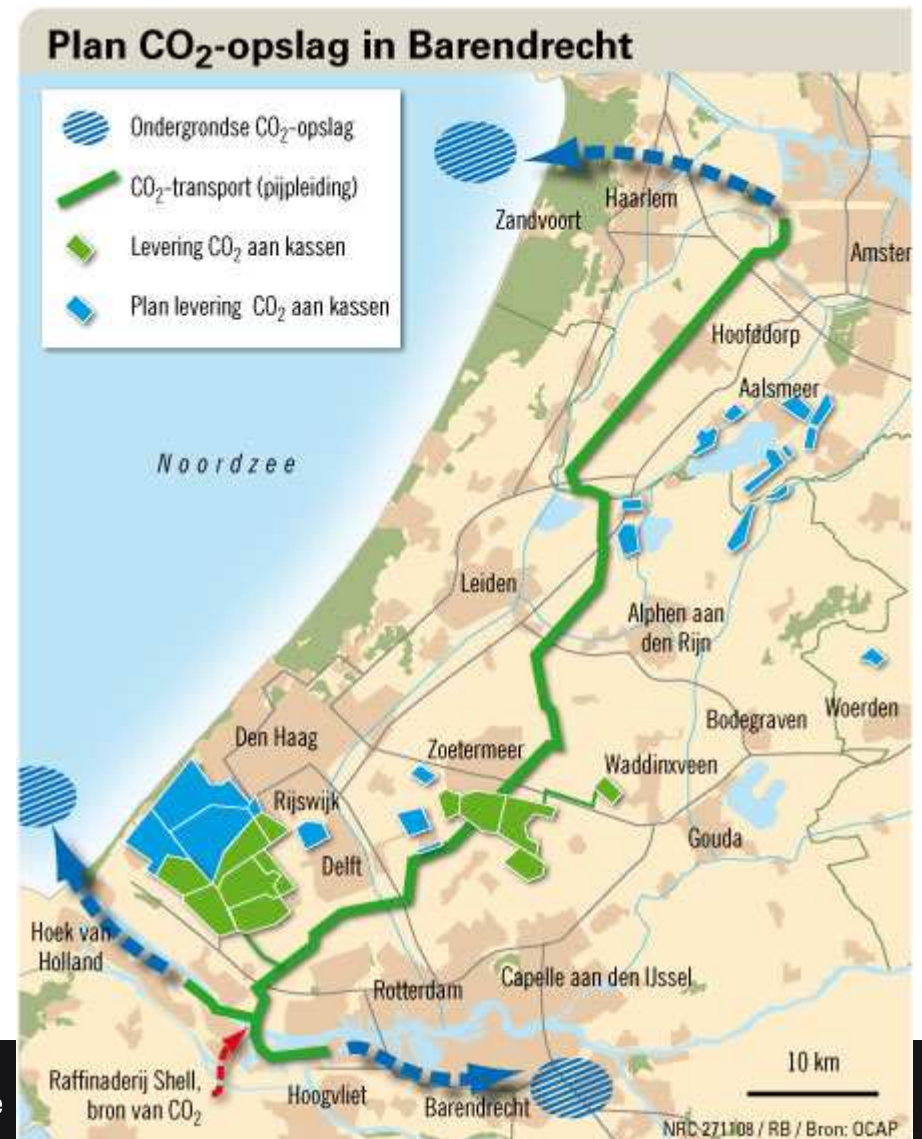 Plan CO₂-opslag in Barendrecht
Ondergrondse CO₂-opslag
CO₂-transport (pijpleiding)
Levering CO₂ aan kassen
Plan levering CO₂ aan kassen
Haarlem
Zandvoort
Amster
Hoofddorp
Aalsmeer
Noordzee
Leiden
Alphen aan
den Rijn
Woerden
Bodegraven
Den Haag
Zoetermeer
Waddinxveen
Rijswijk
Gouda
Delft
Hoek van
Holland
Capelle aan den IJssel
Rotterdam
10 km
Raffinaderij Shell,
bron van CO₂
Hoogvliet
Barendrecht
NRC 271108 / RB / Bron: OCAP